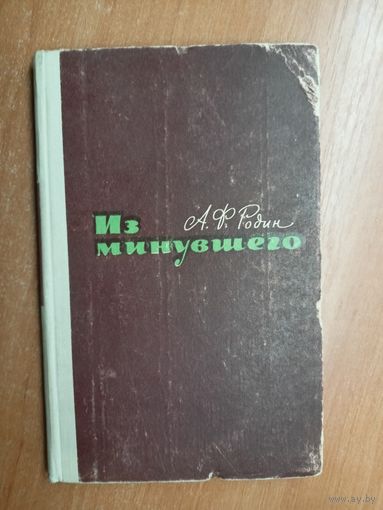 А. Ф. Родин
Из
минувшего
www.ay.by